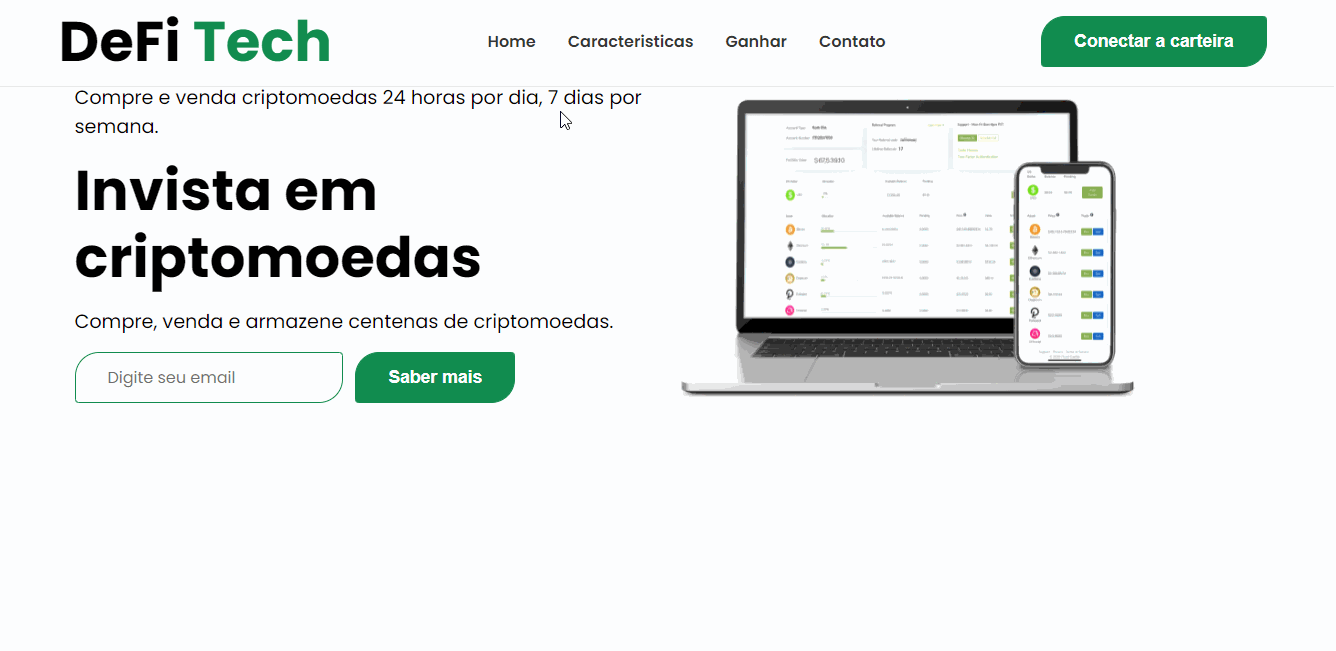 DeFi Tech
Home Caracteristicas Ganhar Contato
Conectar a carteira
Compre e venda criptomoedas 24 horas por dia, 7 dias por
semana.
Invista em
criptomoedas
Compre, venda e armazene centenas de criptomoedas.
Digite seu email
Saber mais